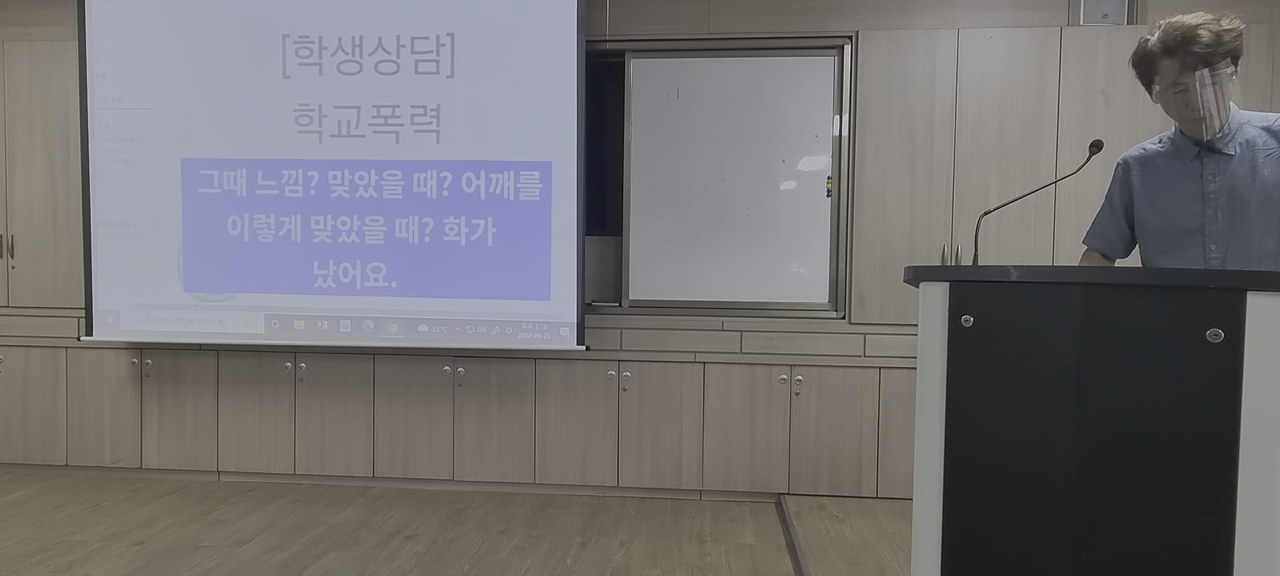 [학생상담]
학교폭력
그때 느낌? 맞았을 때? 어깨를
이렇게 맞았을 때? 화가
났어요.
22℃